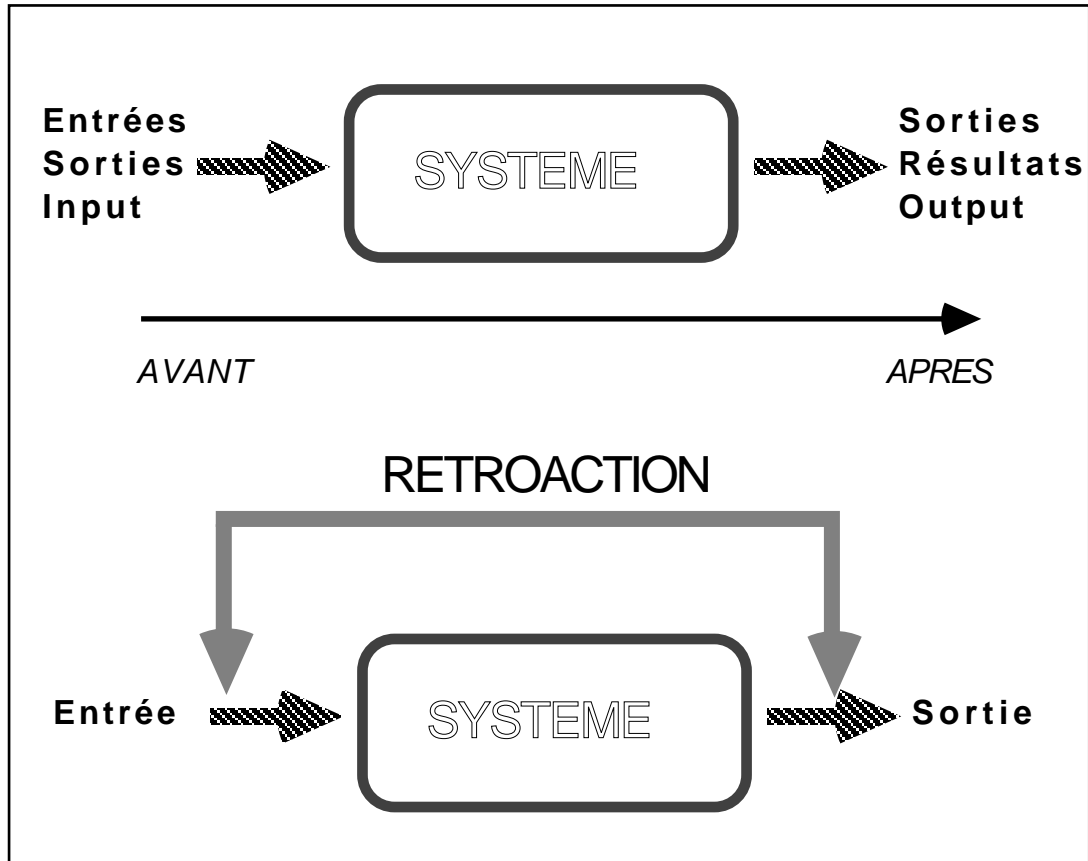 Entrées
Sorties
Input
SYSTEME
Sorties
Résultats
Output
AVANT
APRES
RETROACTION
Entrée
SYSTEME
Sortie